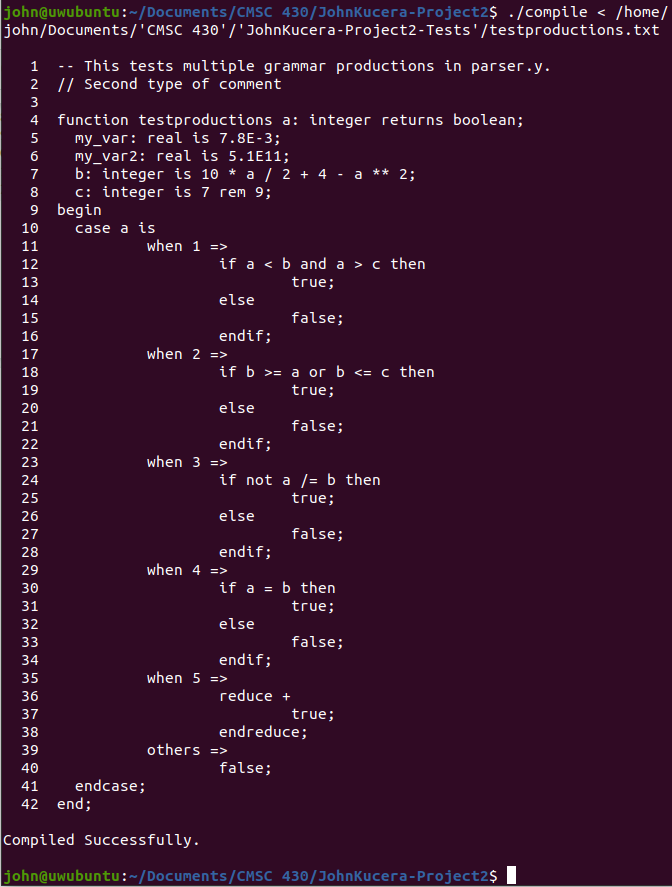 john@uwubuntu:~/Documents/CMSC 430/JohnKucera-Project2$ ./compile < /home/
john/Documents/'CMSC 430'/'JohnKucera-Project2-Tests'/testproductions.txt
1 -- This tests multiple grammar productions in parser.y.
2 // Second type of comment
3
4 function testproductions a: integer returns boolean;
5 my_var: real is 7.8E-3;
6 my_var2: real is 5.1E11;
7 b: integer is 10 * a / 2 + 4 - a ** 2;
8 c: integer is 7 rem 9;
9 begin
10 case a is
11 when 1 =>
12 if a < b and a > c then
13 true;
14 else
15 false;
16 endif;
17 when 2 =>
18 if b >= a or b <= c then
19 true;
20 else
21 false;
22 endif;
23 when 3 =>
24 if not a /= b then
25 true;
26 else
27 false;
28 endif;
29 when 4 =>
30 if a = b then
31 true;
32 else
33 false;
34 endif;
35 when 5 =>
36 reduce +
37 true;
38 endreduce;
39 others =>
40 false;
41 endcase;
42 end;
Compiled Successfully.
john@uwubuntu:~/Documents/CMSC 430/JohnKucera-Project2$